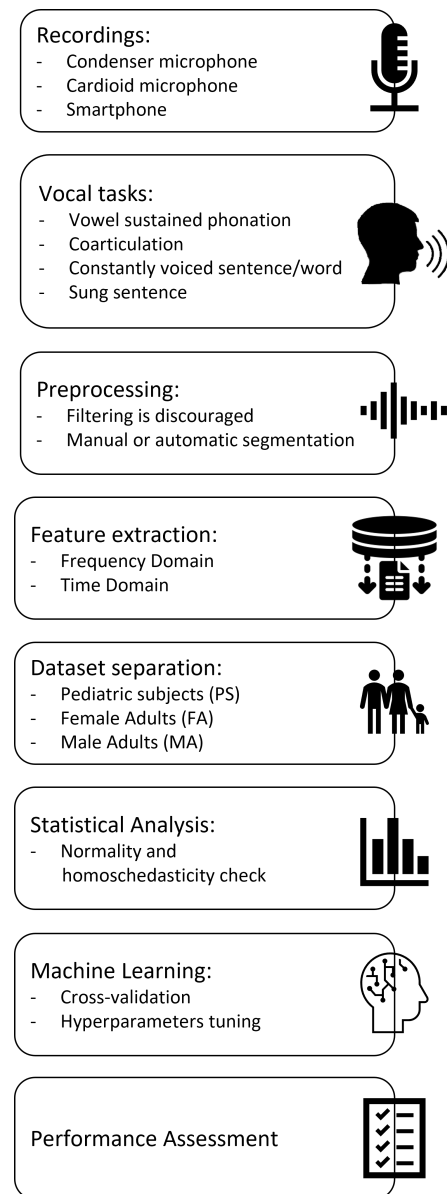 Recordings:
- Condenser microphone
- Cardioid microphone
- Smartphone
Vocal tasks:
- Vowel sustained phonation
- Coarticulation
- Constantly voiced sentence/word
- Sung sentence
Preprocessing:
- Filtering is discouraged
- Manual or automatic segmentation
Feature extraction:
- Frequency Domain
- Time Domain
Dataset separation:
- Pediatric subjects (PS)
- Female Adults (FA)
- Male Adults (MA)
Statistical Analysis:
- Normality and
homoschedasticity check
Machine Learning:
- Cross-validation
- Hyperparameters tuning
Performance Assessment